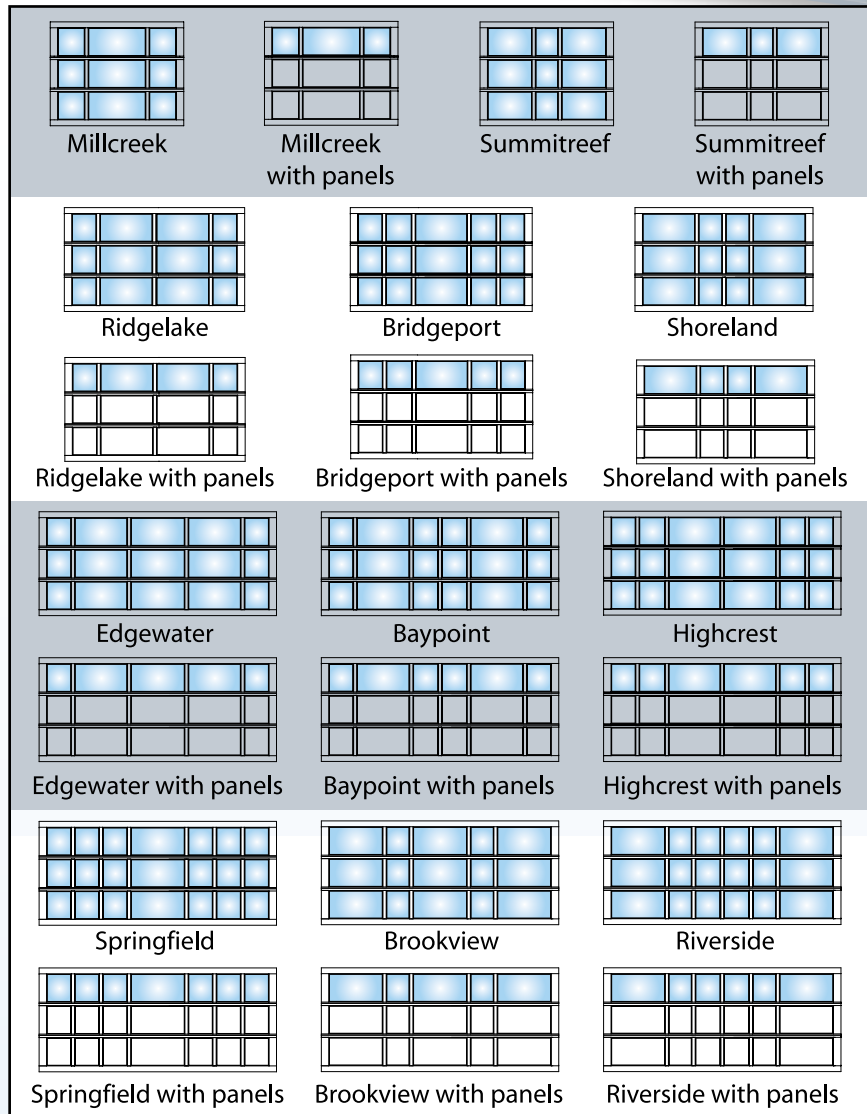 Millcreek
Millcreek
with panels
Summitreef
Summitreef
with panels
Ridgelake
Bridgeport
Shoreland
Ridgelake with panels
Bridgeport with panels
Shoreland with panels
Edgewater
Baypoint
Highcrest
Edgewater with panels
Baypoint with panels
Highcrest with panels
Springfield
Brookview
Riverside
Springfield with panels
Brookview with panels
Riverside with panels